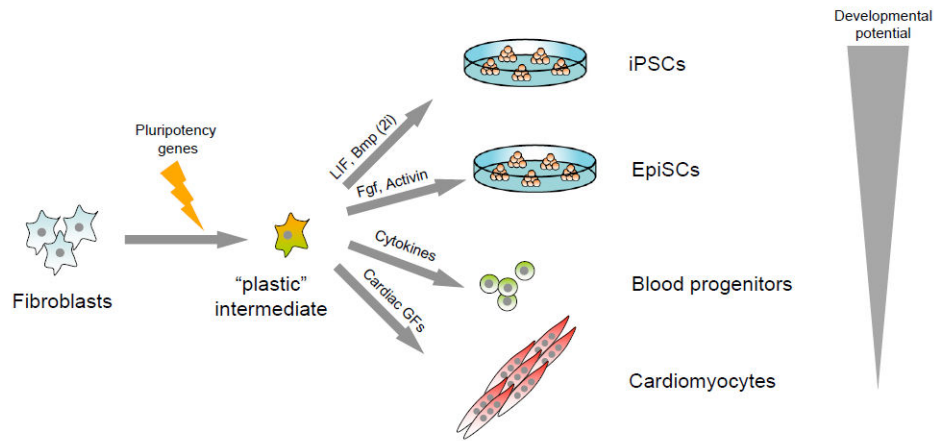 Developmental
potential
iPSCs
Pluripotency
genes
LIF, Bmp (2i)
Fgf, Activin
EpiSCs
Cytokines
Cardiac GFs
Fibroblasts
“plastic”
intermediate
Blood progenitors
Cardiomyocytes